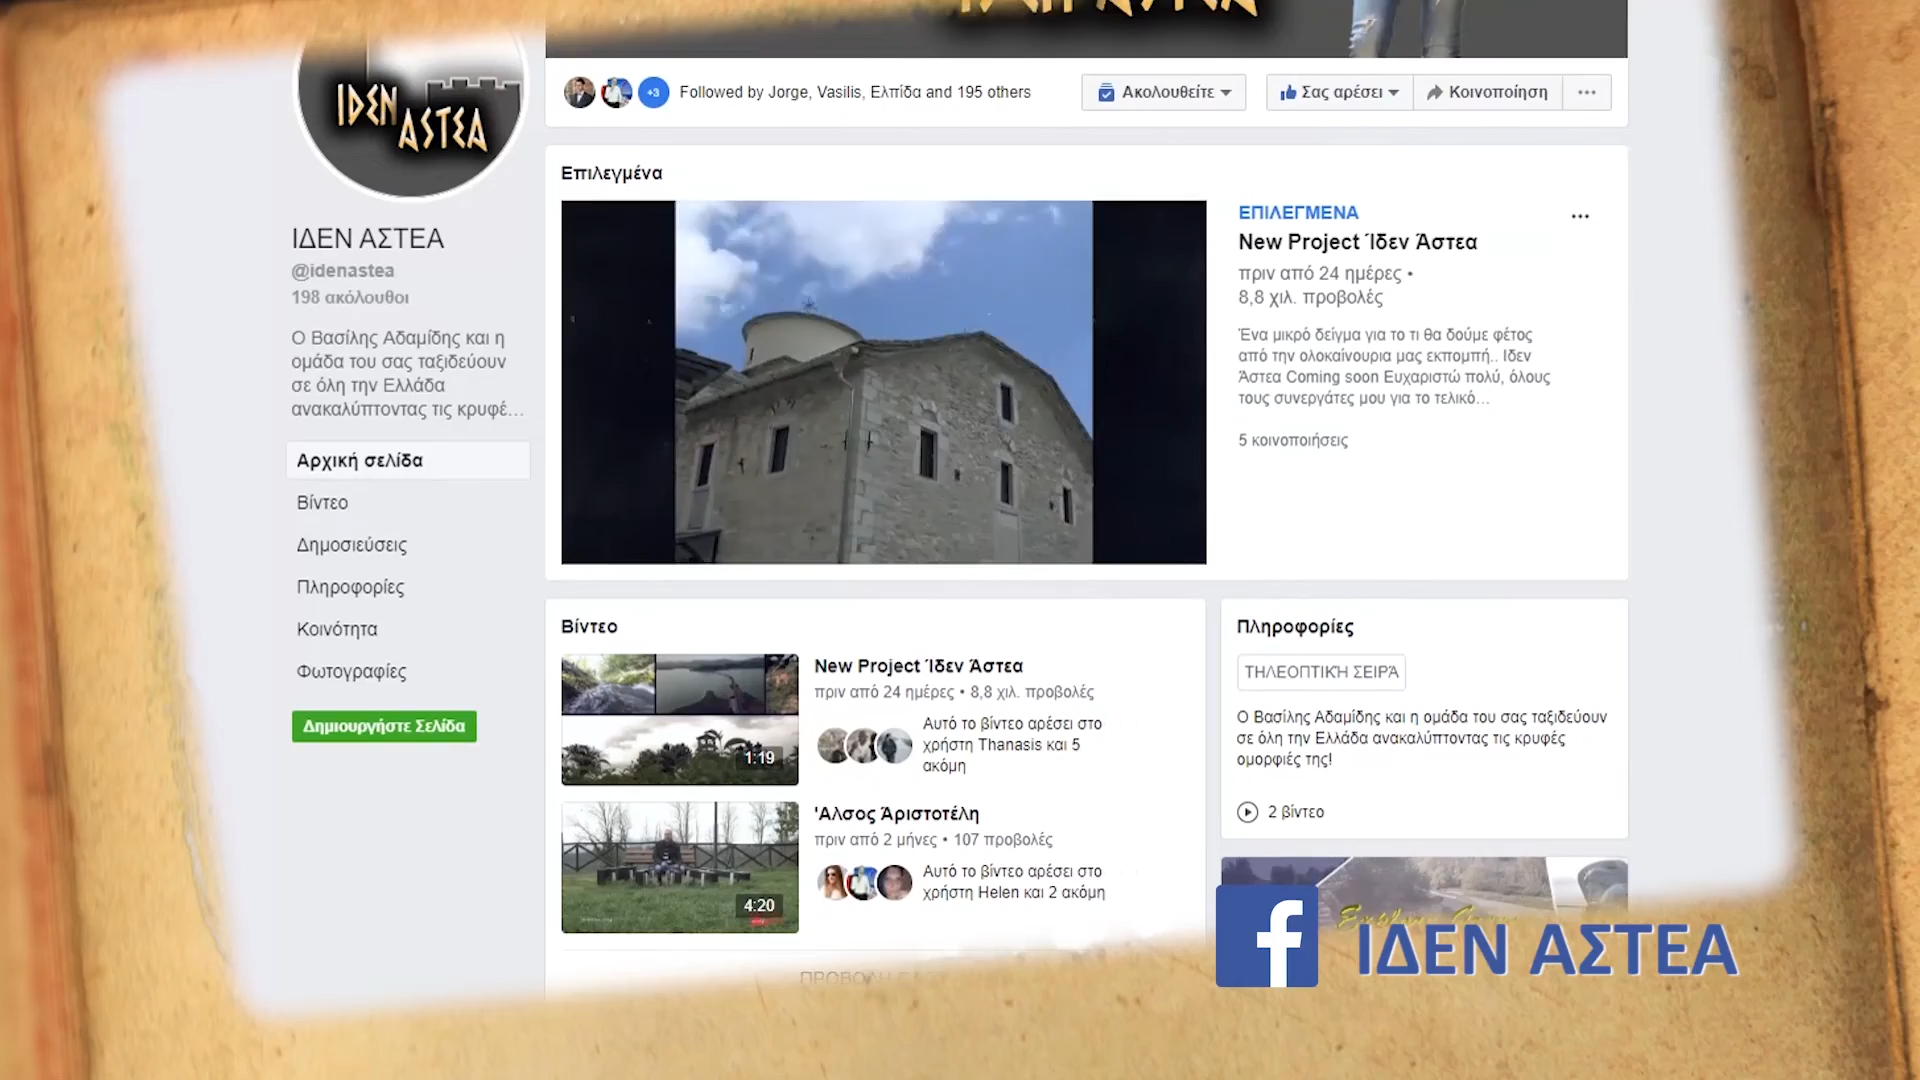 ΙΔΕΝ
ΑΣΤΕΑ
Followed by Jorge, Vasilis, Ελπίδα and 195 others
+3
Ακολουθείτε
Σας αρέσει
Κοινοποίηση
ΙΔΕΝ ΑΣΤΕΑ
@idenastea
198 ακόλουθοι
Ο Βασίλης Αδαμίδης και η
ομάδα του σας ταξιδεύουν
σε όλη την Ελλάδα
ανακαλύπτοντας τις κρυφέ...
Αρχική σελίδα
Βίντεο
Δημοσιεύσεις
Πληροφορίες
Κοινότητα
Φωτογραφίες
Δημιουργήστε Σελίδα
Επιλεγμένα
ΕΠΙΛΕΓΜΕΝΑ
New Project Ίδεν Άστεα
πριν από 24 ημέρες •
8,8 χιλ. προβολές
Ένα μικρό δείγμα για το τι θα δούμε φέτος
από την ολοκαίνουρια μας εκπομπή.. Ιδεν
Άστεα Coming soon Ευχαριστώ πολύ, όλους
τους συνεργάτες μου για το τελικό...
5 κοινοποιήσεις
Βίντεο
1:19
New Project Ίδεν Άστεα
πριν από 24 ημέρες • 8,8 χιλ. προβολές
Αυτό το βίντεο αρέσει στο
χρήστη Thanasis και 5
ακόμη
4:20
'Αλσος Άριστοτέλη
πριν από 2 μήνες • 107 προβολές
Αυτό το βίντεο αρέσει στο
χρήστη Helen και 2 ακόμη
Πληροφορίες
ΤΗΛΕΟΠΤΙΚΉ ΣΕΙΡΆ
Ο Βασίλης Αδαμίδης και η ομάδα του σας ταξιδεύουν
σε όλη την Ελλάδα ανακαλύπτοντας τις κρυφές
ομορφιές της!
2 βίντεο
f ΙΔΕΝ ΑΣΤΕΑ